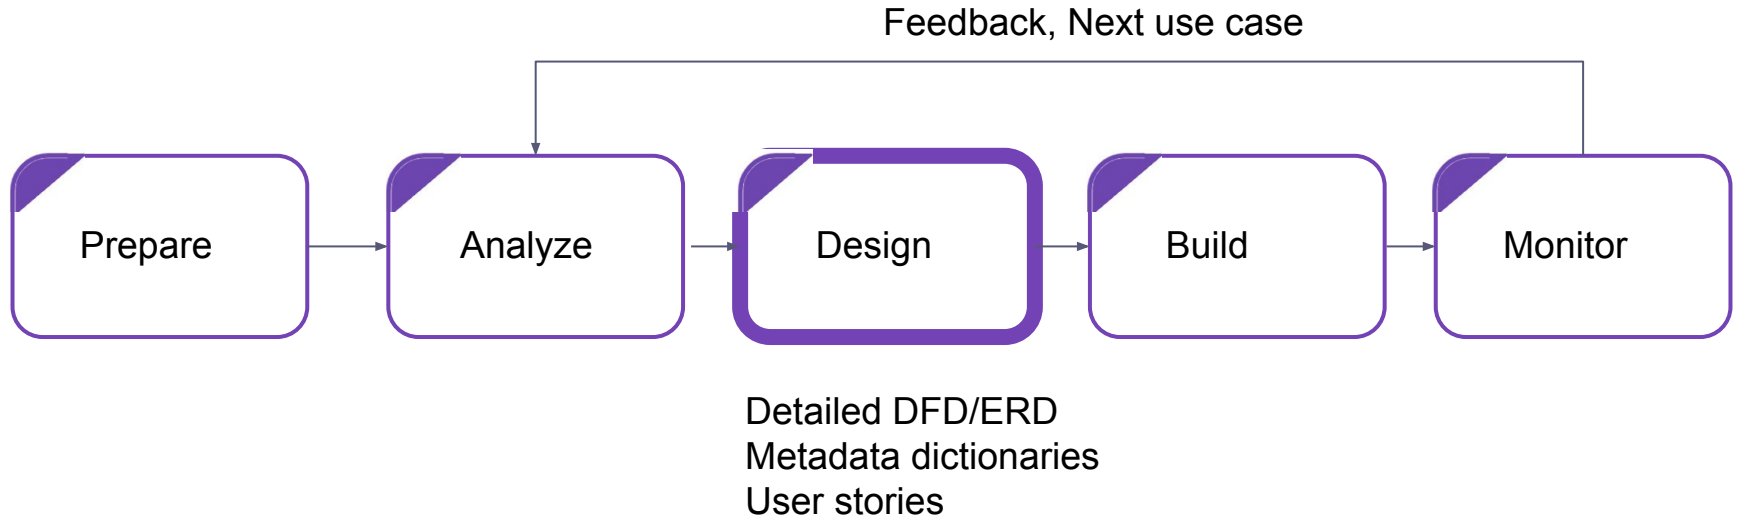 Feedback, Next use case
Prepare
Analyze
Design
Build
Monitor
Detailed DFD/ERD
Metadata dictionaries
User stories